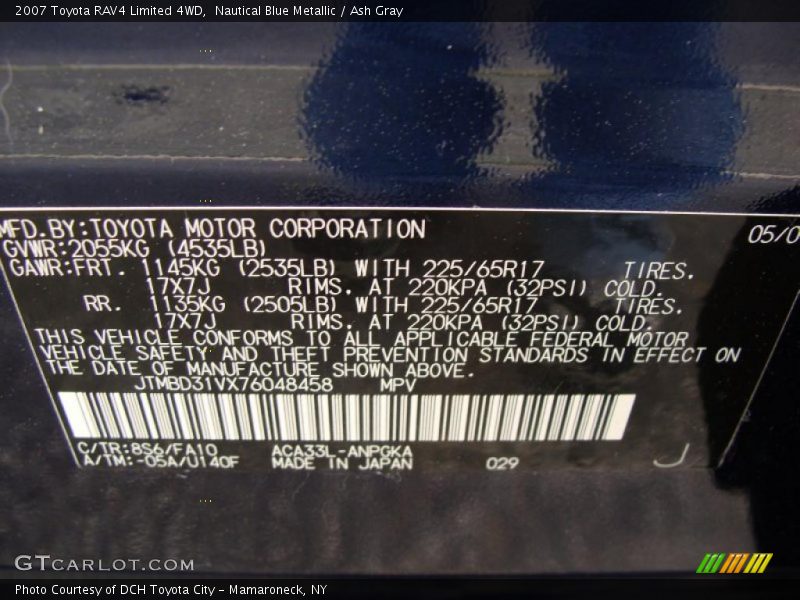 2007 Toyota RAV4 Limited 4WD,  Nautical Blue Metallic / Ash Gray
MFD.BY:TOYOTA MOTOR CORPORATION 05/0
GVWR:2055KG (4535LB)
GAWR:FRT. 1145KG (2535LB) WITH 225/65R17 TIRES.
17X7J RIMS. AT 220KPA (32PSI) COLD.
RR. 1135KG (2505LB) WITH 225/65R17 TIRES.
17X7J RIMS. AT 220KPA (32PSI) COLD.
THIS VEHICLE CONFORMS TO ALL APPLICABLE FEDERAL MOTOR
VEHICLE SAFETY AND THEFT PREVENTION STANDARDS IN EFFECT ON
THE DATE OF MANUFACTURE SHOWN ABOVE.
JTMBD31VX76048458 MPV
C/TR:8S6/FA10 ACA33L-ANPGKA
A/TM:-05A/U140F MADE IN JAPAN 029 J
GTCARLOT.COM
Photo Courtesy of DCH Toyota City - Mamaroneck, NY